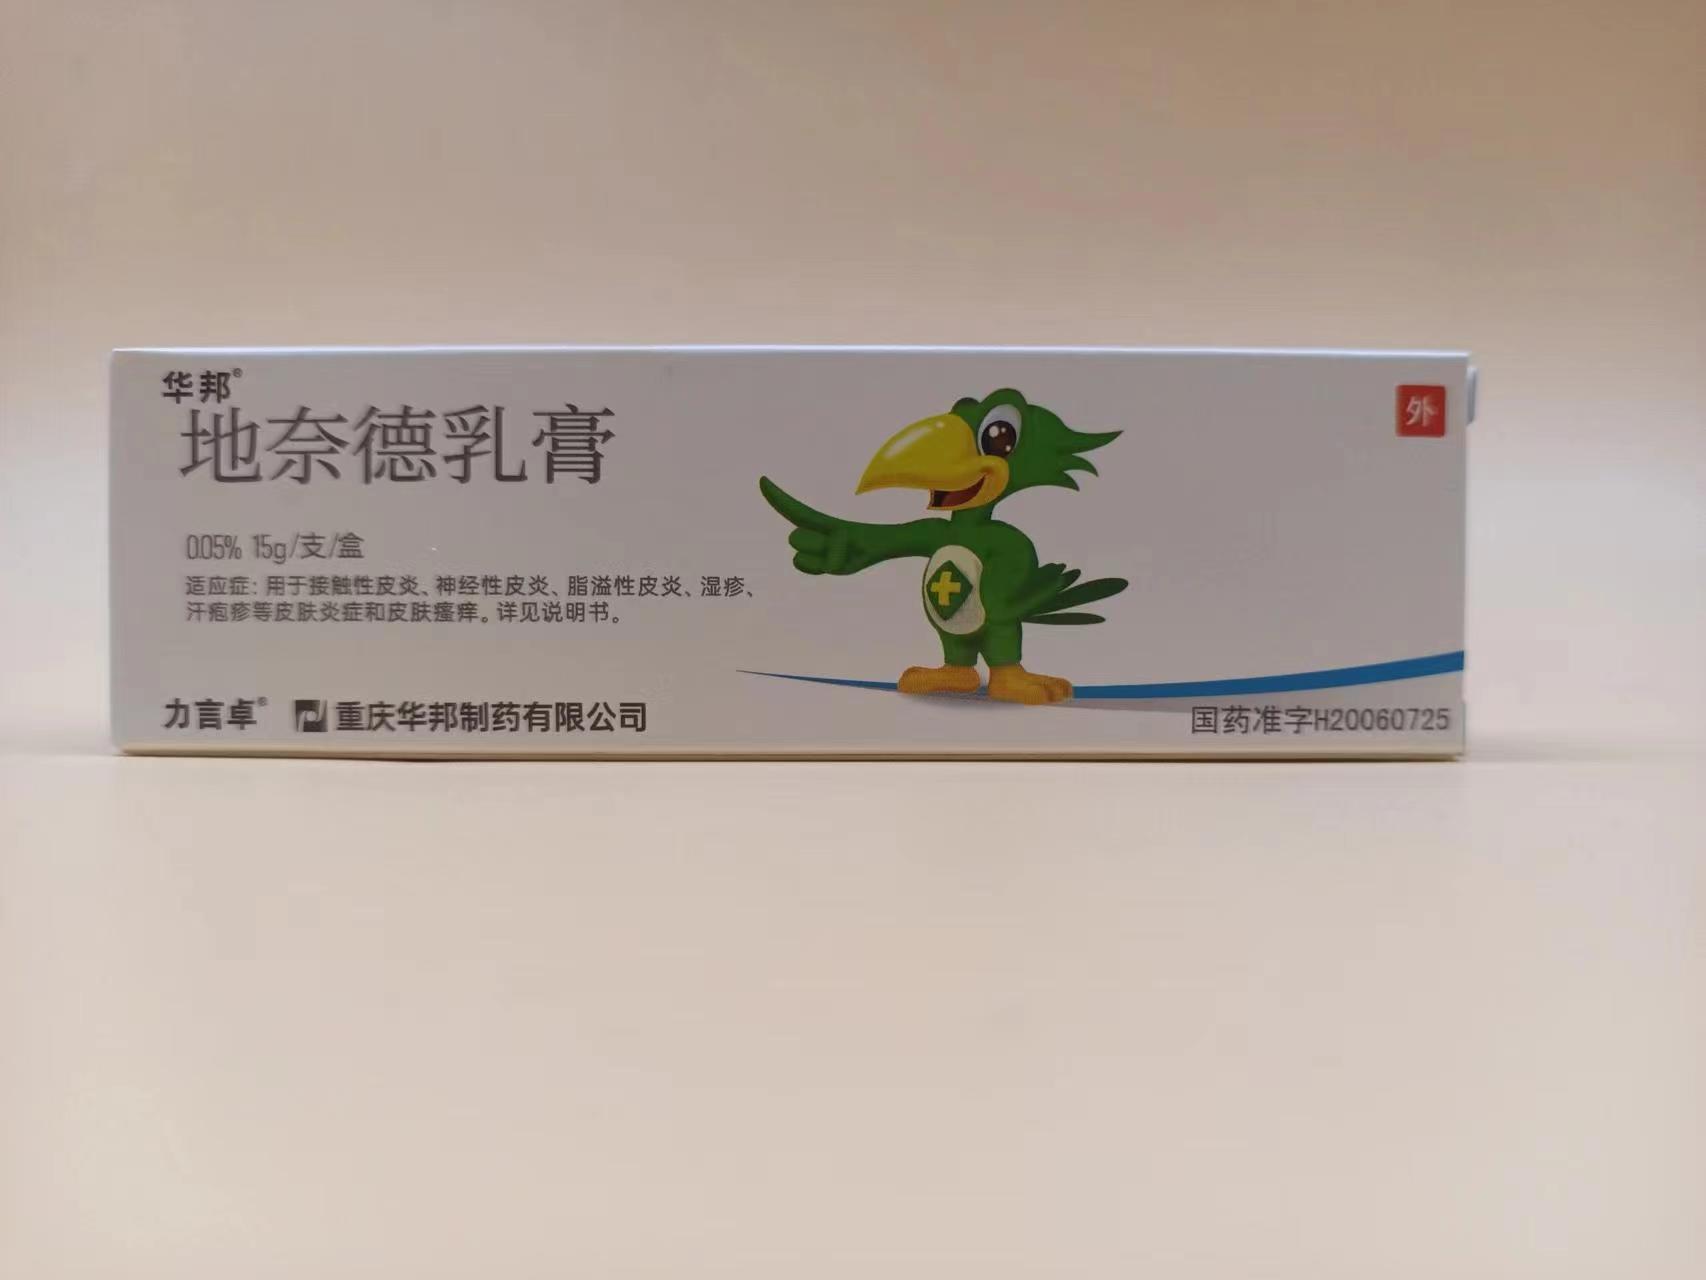 华邦®
地奈德乳膏
外
0.05% 15g/支/盒
适应症：用于接触性皮炎、神经性皮炎、脂溢性皮炎、湿疹、
汗疱疹等皮肤炎症和皮肤瘙痒。详见说明书。
力言卓® 重庆华邦制药有限公司
国药准字H20060725